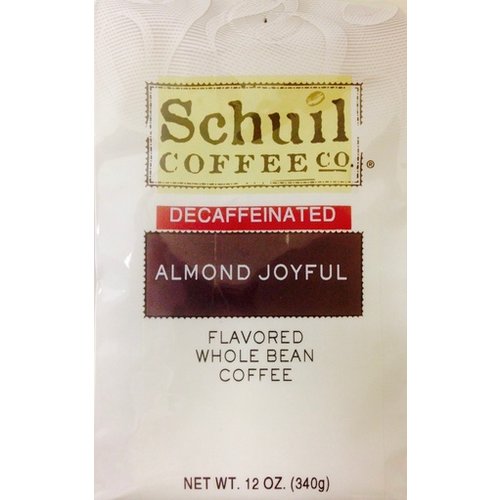 Schuil
COFFEE CO.®
DECAFFEINATED
ALMOND JOYFUL
FLAVORED
WHOLE BEAN
COFFEE
NET WT. 12 OZ. (340g)